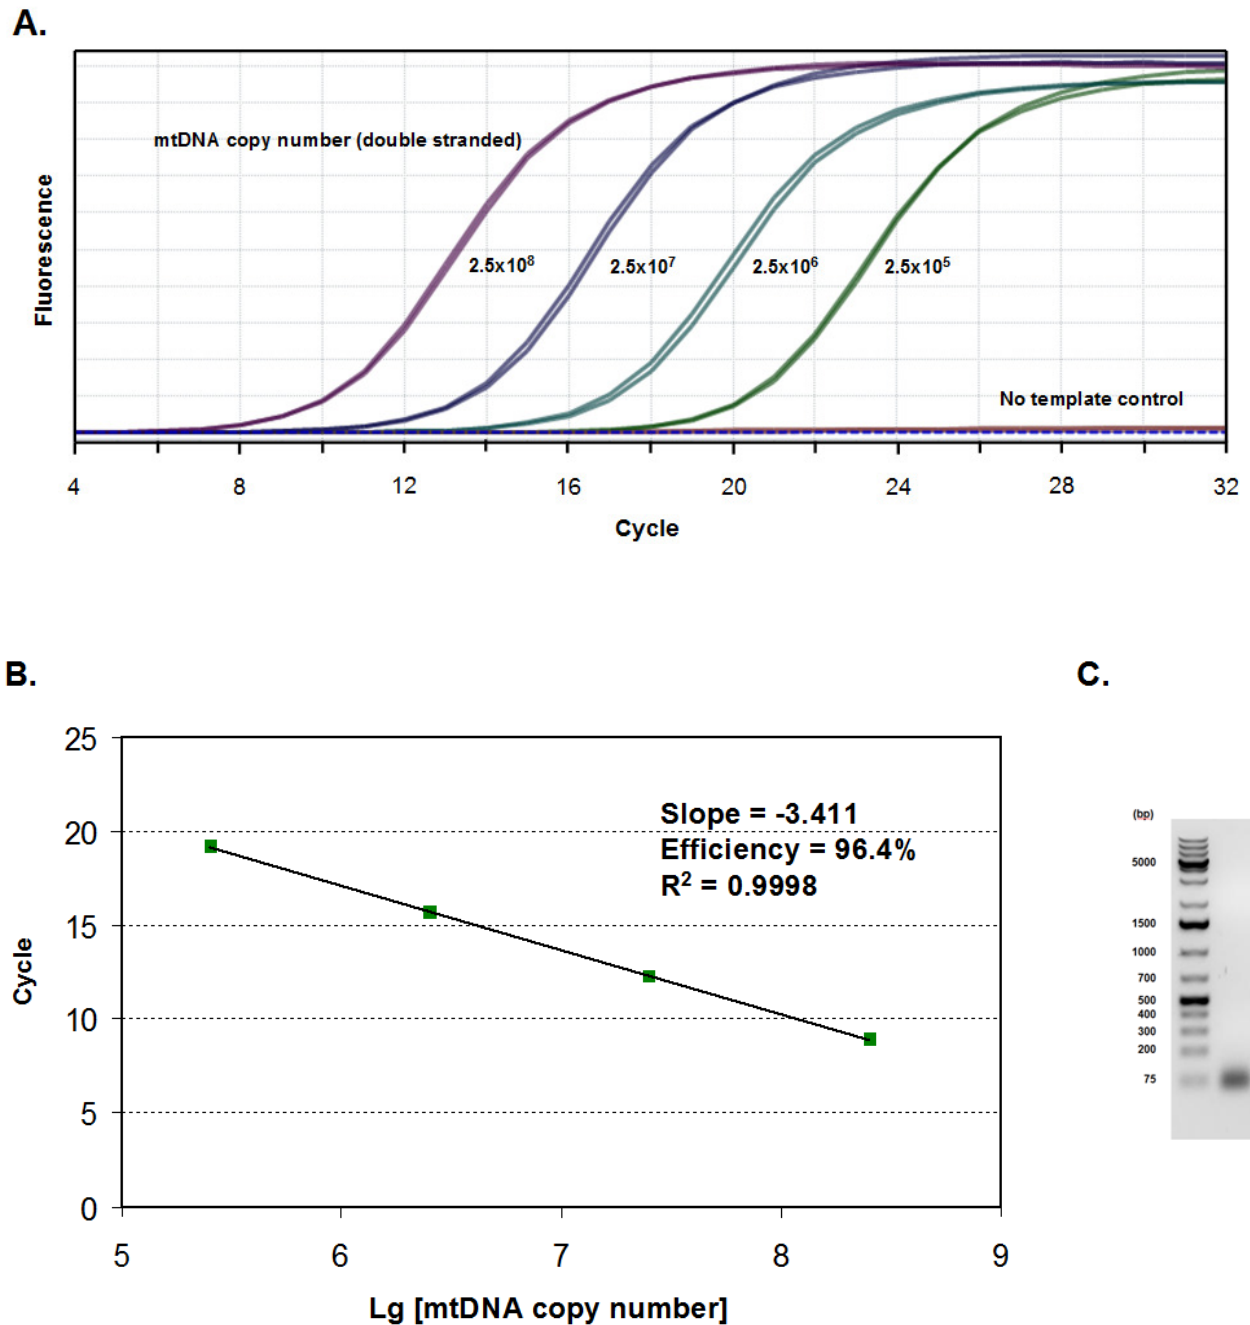 A.
mtDNA copy number (double stranded)
Fluorescence
2.5x10⁸
2.5x10⁷
2.5x10⁶
2.5x10⁵
No template control
4 8 12 16 20 24 28 32
Cycle
B.
25
20
15
10
5
0
Cycle
Slope = -3.411
Efficiency = 96.4%
R² = 0.9998
5 6 7 8 9
Lg [mtDNA copy number]
C.
(bp)
5000
1500
1000
700
500
400
300
200
75